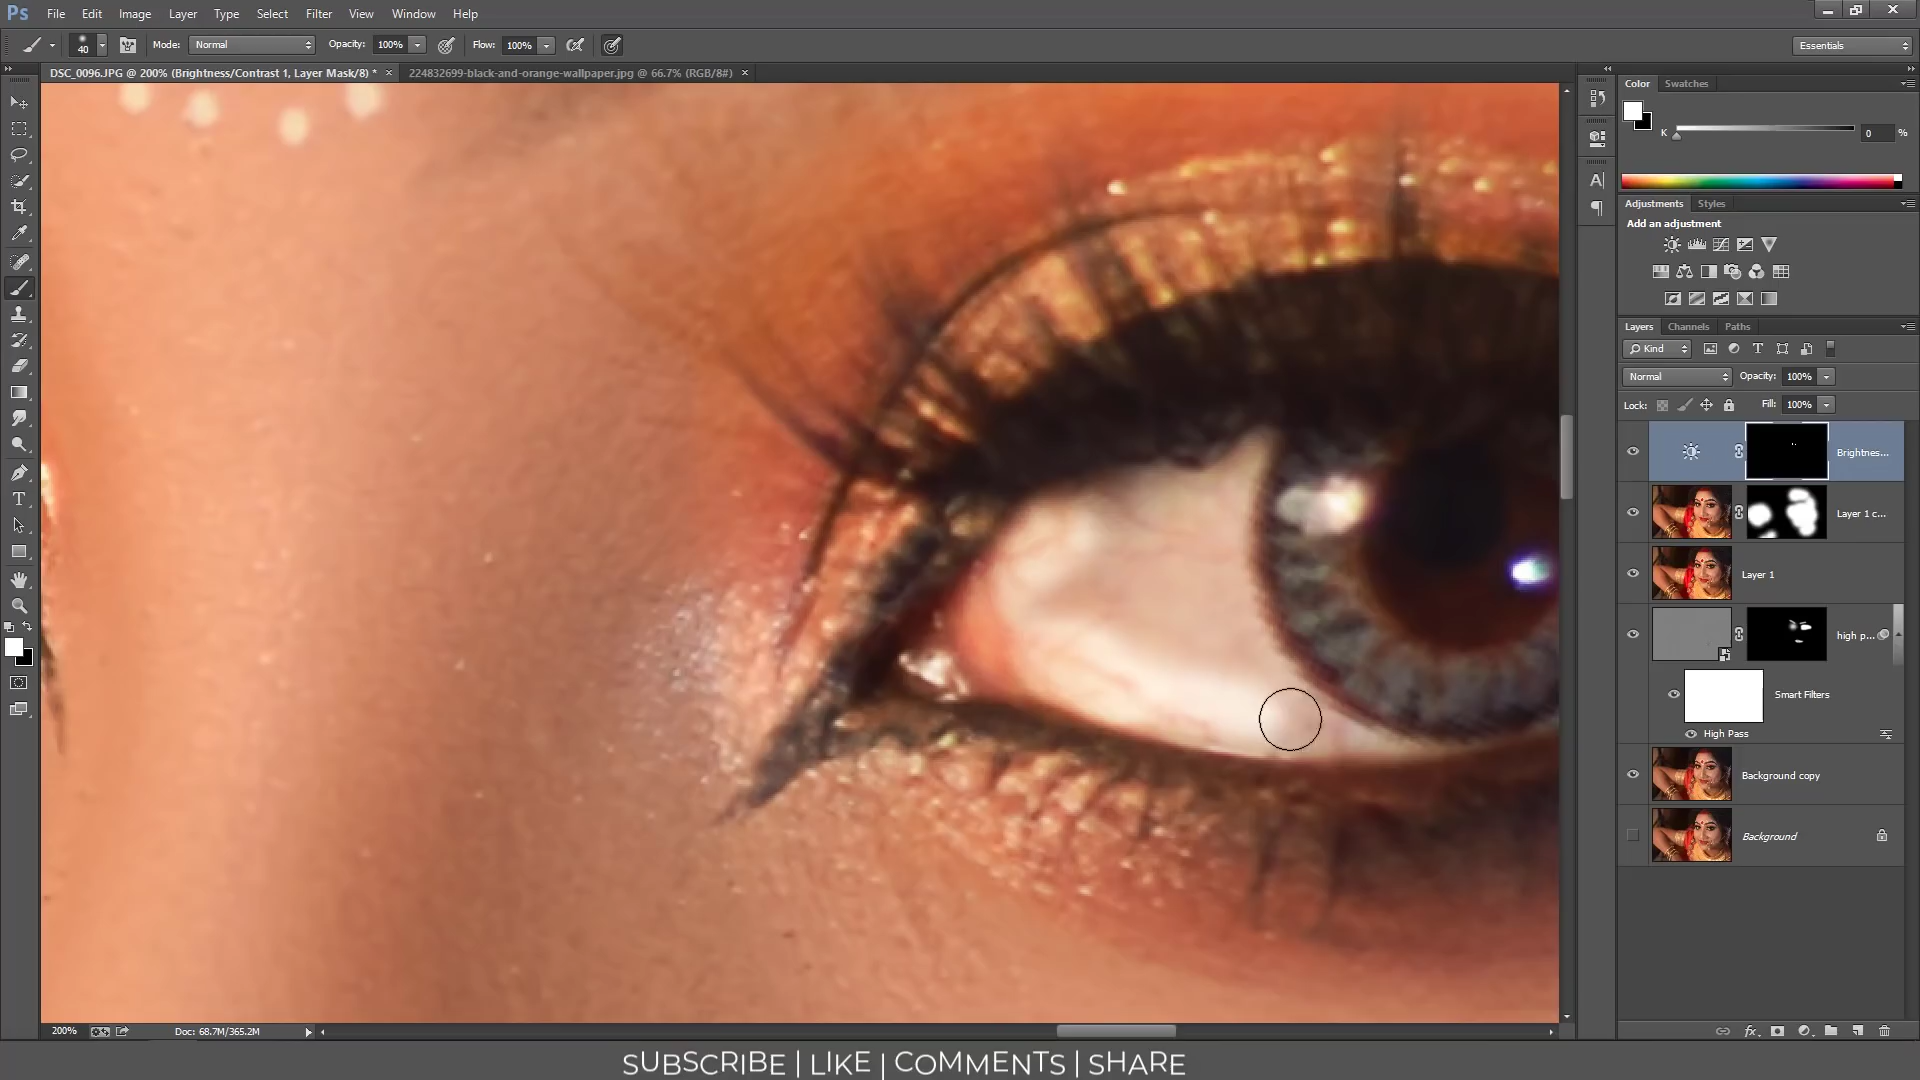 Ps File Edit Image Layer Type Select Filter View Window Help
40 Mode: Normal Opacity: 100% Flow: 100% Essentials
DSC_0096.JPG @ 200% (Brightness/Contrast 1, Layer Mask/8) * × 224832699-black-and-orange-wallpaper.jpg @ 66.7% (RGB/8#) ×
Color Swatches
K 0 %
Adjustments Styles
Add an adjustment
Layers Channels Paths
Kind T
Normal Opacity: 100%
Lock: Fill: 100%
Brightnes...
Layer 1 c...
Layer 1
high p...
Smart Filters
High Pass
Background copy
Background
200% Doc: 68.7M/365.2M
fx
SUBSCRIBE | LIKE | COMMENTS | SHARE